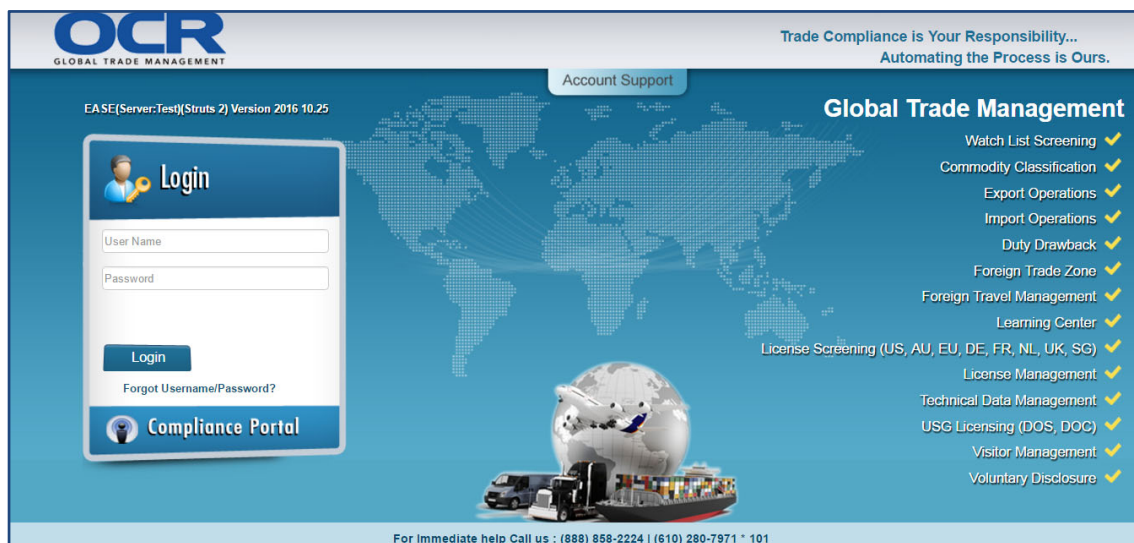 OCR
GLOBAL TRADE MANAGEMENT
Trade Compliance is Your Responsibility...
Automating the Process is Ours.
Account Support
EASE(Server:Test)(Struts 2) Version 2016 10.25
Login
User Name
Password
Login
Forgot Username/Password?
Compliance Portal
Global Trade Management
Watch List Screening
Commodity Classification
Export Operations
Import Operations
Duty Drawback
Foreign Trade Zone
Foreign Travel Management
Learning Center
License Screening (US, AU, EU, DE, FR, NL, UK, SG)
License Management
Technical Data Management
USG Licensing (DOS, DOC)
Visitor Management
Voluntary Disclosure
For Immediate help Call us : (888) 858-2224 | (610) 280-7971 * 101